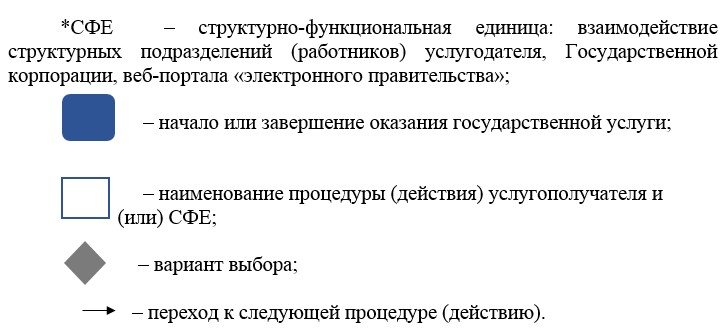 *СФЕ – структурно-функциональная единица: взаимодействие
структурных подразделений (работников) услугодателя, Государственной
корпорации, веб-портала «электронного правительства»;
– начало или завершение оказания государственной услуги;
– наименование процедуры (действия) услугополучателя и
(или) СФЕ;
– вариант выбора;
– переход к следующей процедуре (действию).